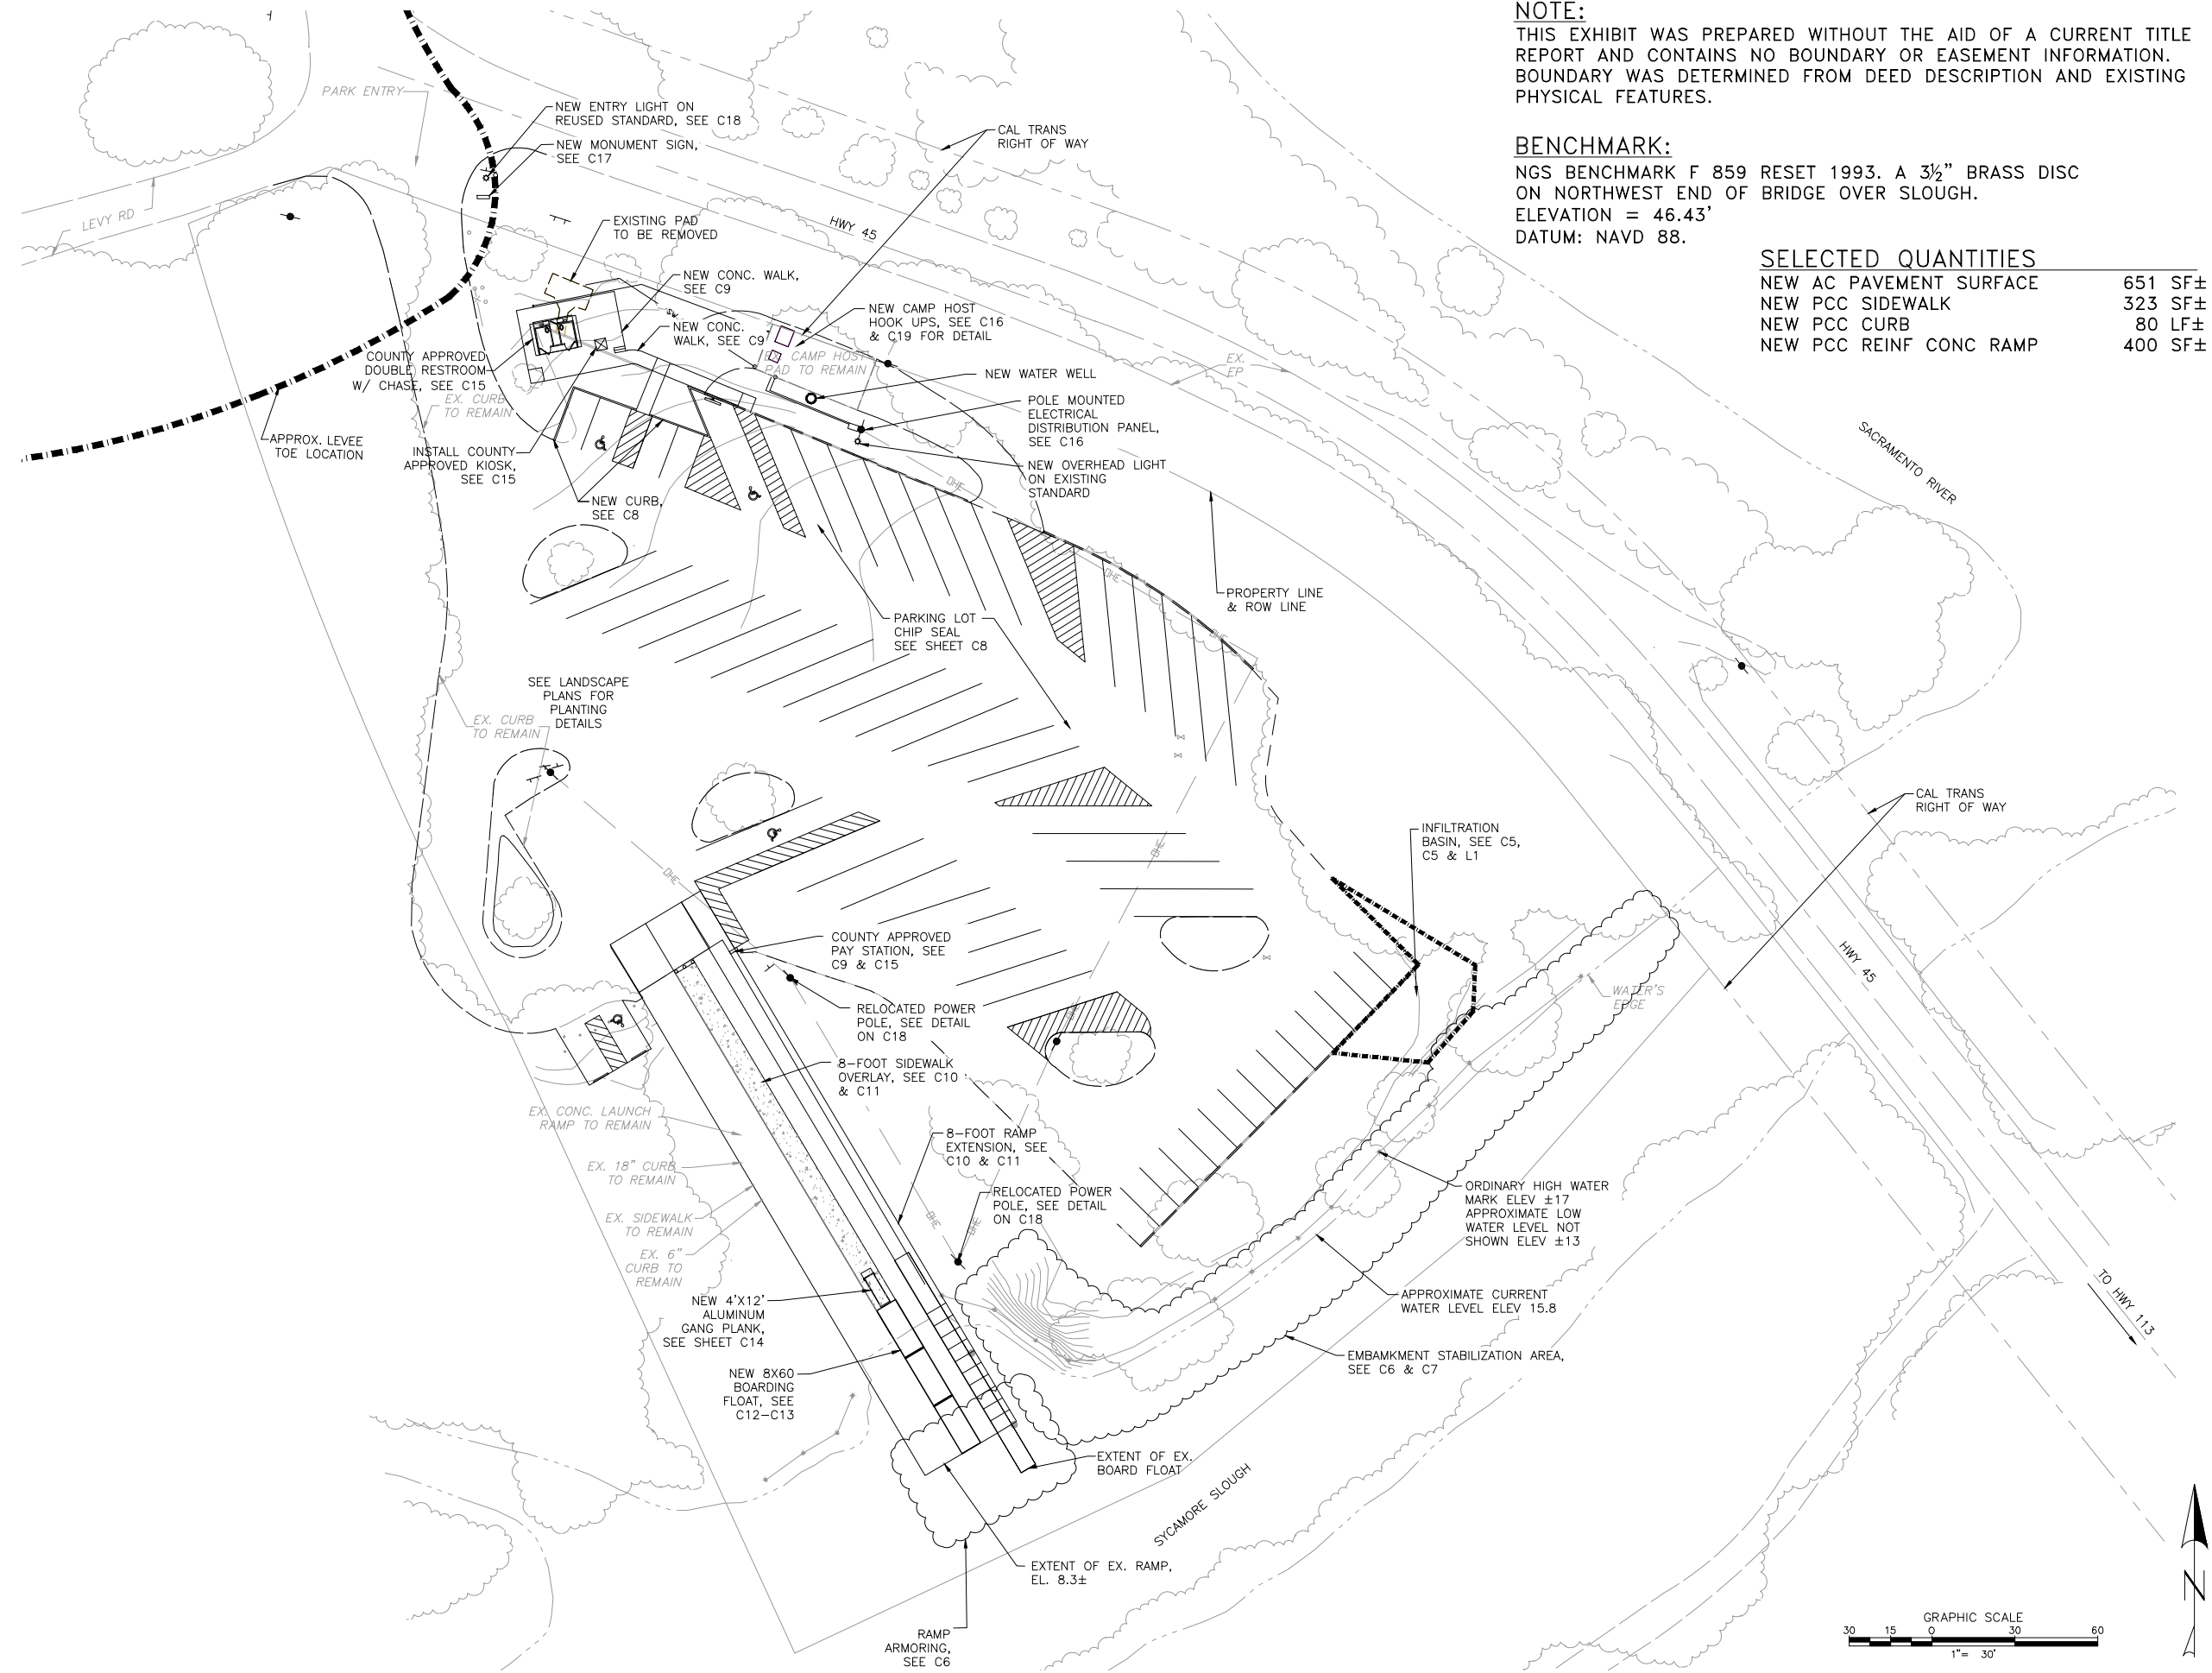 NOTE:
THIS EXHIBIT WAS PREPARED WITHOUT THE AID OF A CURRENT TITLE
REPORT AND CONTAINS NO BOUNDARY OR EASEMENT INFORMATION.
BOUNDARY WAS DETERMINED FROM DEED DESCRIPTION AND EXISTING
PHYSICAL FEATURES.
BENCHMARK:
NGS BENCHMARK F 859 RESET 1993. A 3½" BRASS DISC
ON NORTHWEST END OF BRIDGE OVER SLOUGH.
ELEVATION = 46.43'
DATUM: NAVD 88.
SELECTED QUANTITIES
NEW AC PAVEMENT SURFACE 651 SF±
NEW PCC SIDEWALK 323 SF±
NEW PCC CURB 80 LF±
NEW PCC REINF CONC RAMP 400 SF±
PARK ENTRY
LEVY RD
NEW ENTRY LIGHT ON
REUSED STANDARD, SEE C18
NEW MONUMENT SIGN,
SEE C17
CAL TRANS
RIGHT OF WAY
HWY 45
EXISTING PAD
TO BE REMOVED
NEW CONC. WALK,
SEE C9
NEW CONC.
WALK, SEE C9
NEW CAMP HOST
HOOK UPS, SEE C16
& C19 FOR DETAIL
EX. CAMP HOST
PAD TO REMAIN
EX.
EP
COUNTY APPROVED
DOUBLE RESTROOM
W/ CHASE, SEE C15
EX. CURB
TO REMAIN
NEW WATER WELL
POLE MOUNTED
ELECTRICAL
DISTRIBUTION PANEL,
SEE C16
APPROX. LEVEE
TOE LOCATION
INSTALL COUNTY
APPROVED KIOSK,
SEE C15
NEW OVERHEAD LIGHT
ON EXISTING
STANDARD
NEW CURB,
SEE C8
OHE
OHE
OHE
SACRAMENTO RIVER
PROPERTY LINE
& ROW LINE
PARKING LOT
CHIP SEAL
SEE SHEET C8
SEE LANDSCAPE
PLANS FOR
PLANTING
DETAILS
EX. CURB
TO REMAIN
CAL TRANS
RIGHT OF WAY
INFILTRATION
BASIN, SEE C5,
C5 & L1
OHE
OHE
OHE
COUNTY APPROVED
PAY STATION, SEE
C9 & C15
HWY 45
WATER'S
EDGE
RELOCATED POWER
POLE, SEE DETAIL
ON C18
8-FOOT SIDEWALK
OVERLAY, SEE C10
& C11
EX. CONC. LAUNCH
RAMP TO REMAIN
8-FOOT RAMP
EXTENSION, SEE
C10 & C11
EX. 18" CURB
TO REMAIN
RELOCATED POWER
POLE, SEE DETAIL
ON C18
OHE
OHE
ORDINARY HIGH WATER
MARK ELEV ±17
APPROXIMATE LOW
WATER LEVEL NOT
SHOWN ELEV ±13
EX. SIDEWALK
TO REMAIN
EX. 6"
CURB TO
REMAIN
NEW 4'X12'
ALUMINUM
GANG PLANK,
SEE SHEET C14
APPROXIMATE CURRENT
WATER LEVEL ELEV 15.8
TO HWY 113
NEW 8X60
BOARDING
FLOAT, SEE
C12-C13
EMBAMKMENT STABILIZATION AREA,
SEE C6 & C7
EXTENT OF EX.
BOARD FLOAT
SYCAMORE SLOUGH
EXTENT OF EX. RAMP,
EL. 8.3±
RAMP
ARMORING,
SEE C6
N
GRAPHIC SCALE
30 15 0 30 60
1"= 30'